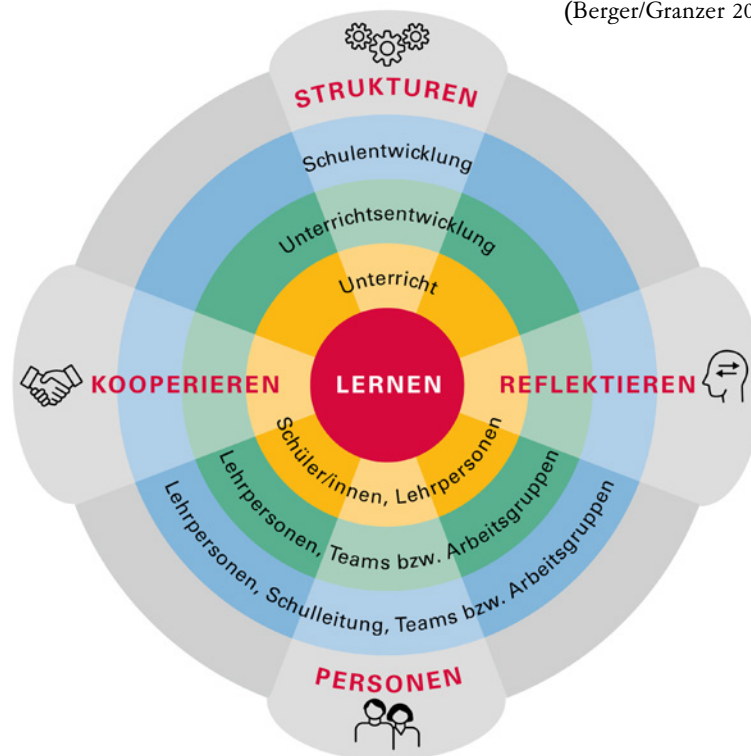 (Berger/Granzer 20
STRUKTUREN
Schulentwicklung
Unterrichtsentwicklung
Unterricht
KOOPERIEREN
LERNEN
REFLEKTIEREN
Schüler/innen, Lehrpersonen
Lehrpersonen, Teams bzw. Arbeitsgruppen
Lehrpersonen, Schulleitung, Teams bzw. Arbeitsgruppen
PERSONEN